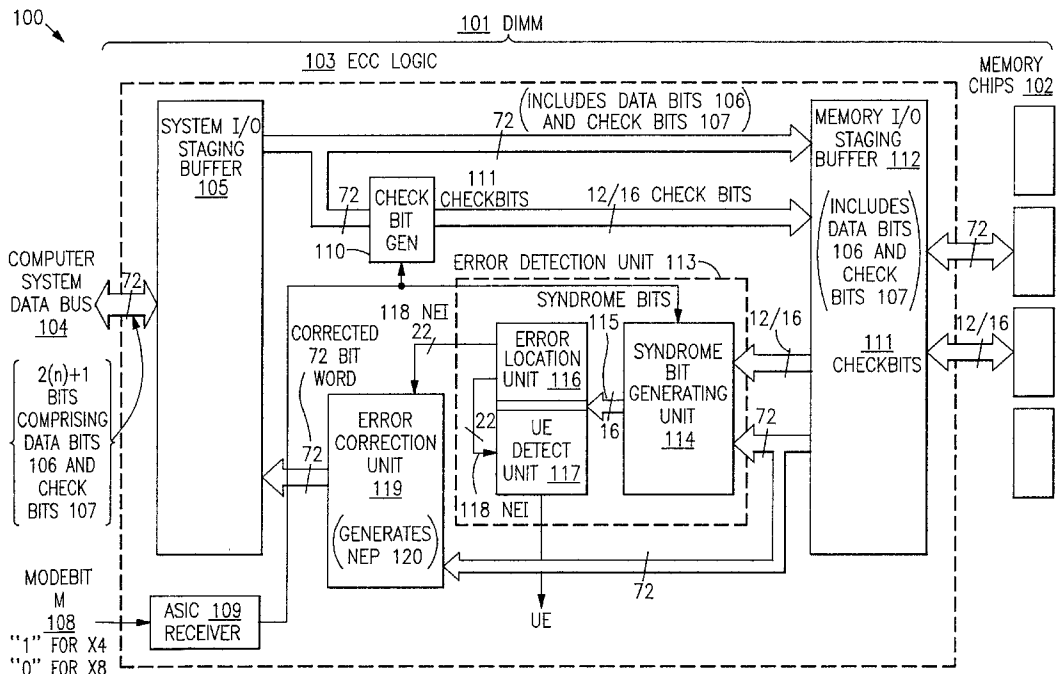 100
101 DIMM
103 ECC LOGIC
MEMORY
CHIPS 102
SYSTEM I/O
STAGING
BUFFER
105
(INCLUDES DATA BITS 106
AND CHECK BITS 107)
72
MEMORY I/O
STAGING
BUFFER 112
(INCLUDES
DATA BITS
106 AND
CHECK
BITS 107)
72
CHECK
BIT
GEN
110
111
CHECKBITS
12/16 CHECK BITS
72
COMPUTER
SYSTEM
DATA BUS
104
72
ERROR DETECTION UNIT 113
118 NEI
SYNDROME BITS
115
22
CORRECTED
72 BIT
WORD
ERROR
LOCATION
UNIT 116
SYNDROME
BIT
GENERATING
UNIT
114
12/16
12/16
111
CHECKBITS
2(n)+1
BITS
COMPRISING
DATA BITS
106 AND
CHECK
BITS 107
72
ERROR
CORRECTION
UNIT
119
(GENERATES
NEP 120)
22
UE
DETECT
UNIT 117
16
72
118 NEI
72
UE
MODEBIT
M
108
"1" FOR X4
"0" FOR X8
ASIC 109
RECEIVER